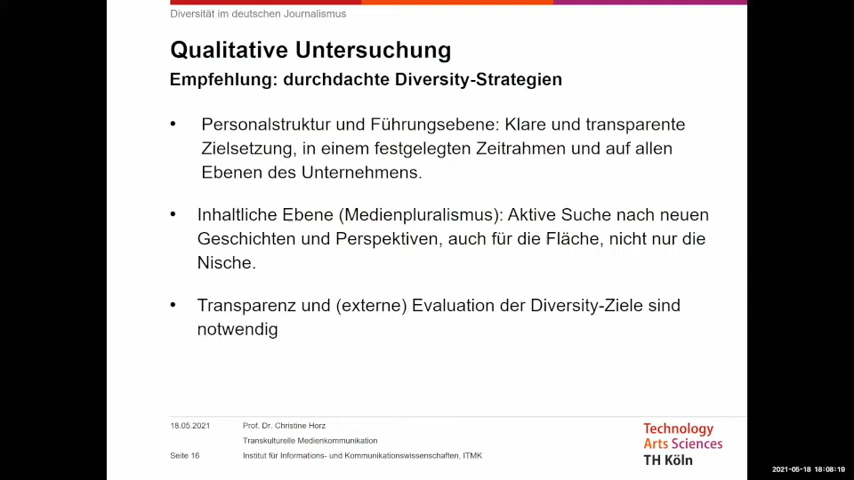 Diversität im deutschen Journalismus
Qualitative Untersuchung
Empfehlung: durchdachte Diversity-Strategien
• Personalstruktur und Führungsebene: Klare und transparente
Zielsetzung, in einem festgelegten Zeitrahmen und auf allen
Ebenen des Unternehmens.
• Inhaltliche Ebene (Medienpluralismus): Aktive Suche nach neuen
Geschichten und Perspektiven, auch für die Fläche, nicht nur die
Nische.
• Transparenz und (externe) Evaluation der Diversity-Ziele sind
notwendig
18.05.2021 Prof. Dr. Christine Horz
Transkulturelle Medienkommunikation
Seite 16 Institut für Informations- und Kommunikationswissenschaften, ITMK
Technology
Arts Sciences
TH Köln
2021-05-18 18:08:19